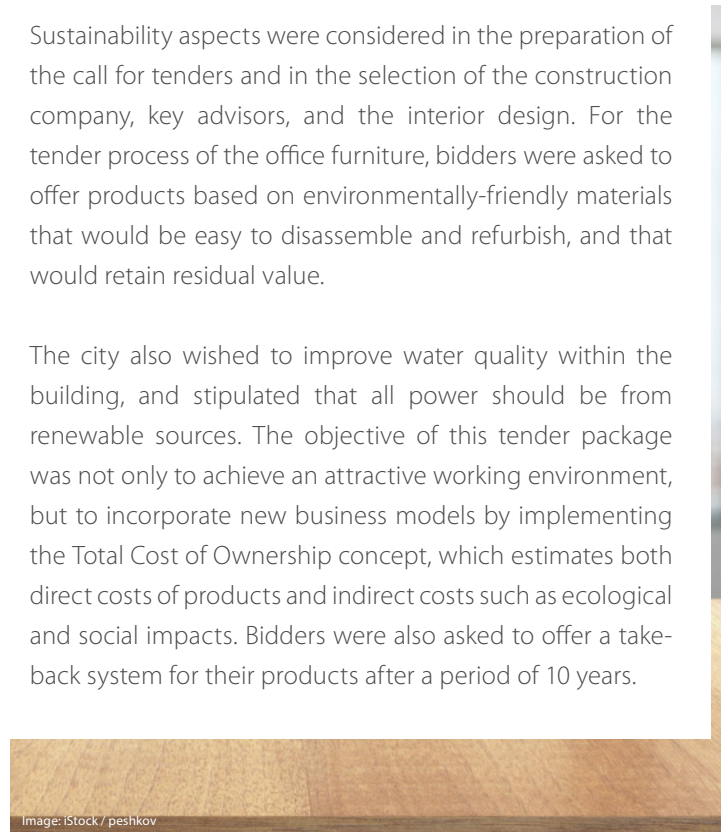 Sustainability aspects were considered in the preparation of
the call for tenders and in the selection of the construction
company, key advisors, and the interior design. For the
tender process of the office furniture, bidders were asked to
offer products based on environmentally-friendly materials
that would be easy to disassemble and refurbish, and that
would retain residual value.
The city also wished to improve water quality within the
building, and stipulated that all power should be from
renewable sources. The objective of this tender package
was not only to achieve an attractive working environment,
but to incorporate new business models by implementing
the Total Cost of Ownership concept, which estimates both
direct costs of products and indirect costs such as ecological
and social impacts. Bidders were also asked to offer a take-
back system for their products after a period of 10 years.
Image: iStock / peshkov